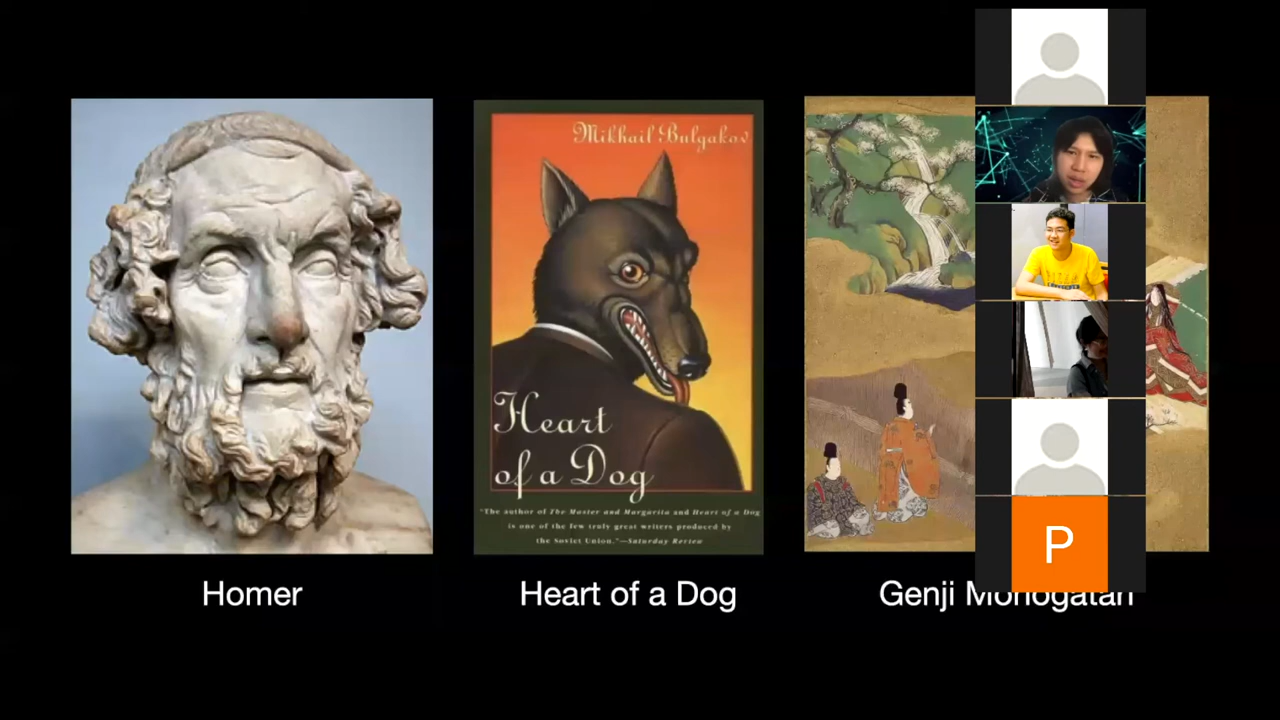 Mikhail Bulgakov
Heart
of a Dog
"The author of The Master and Margarita and Heart of a Dog
is one of the few truly great writers produced by
the Soviet Union."—Saturday Review
P
Homer
Heart of a Dog
Genji Monogatari